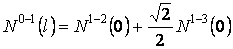 N^{0-1}(l) = N^{1-2}(0) + \frac{\sqrt{2}}{2} N^{1-3}(0)